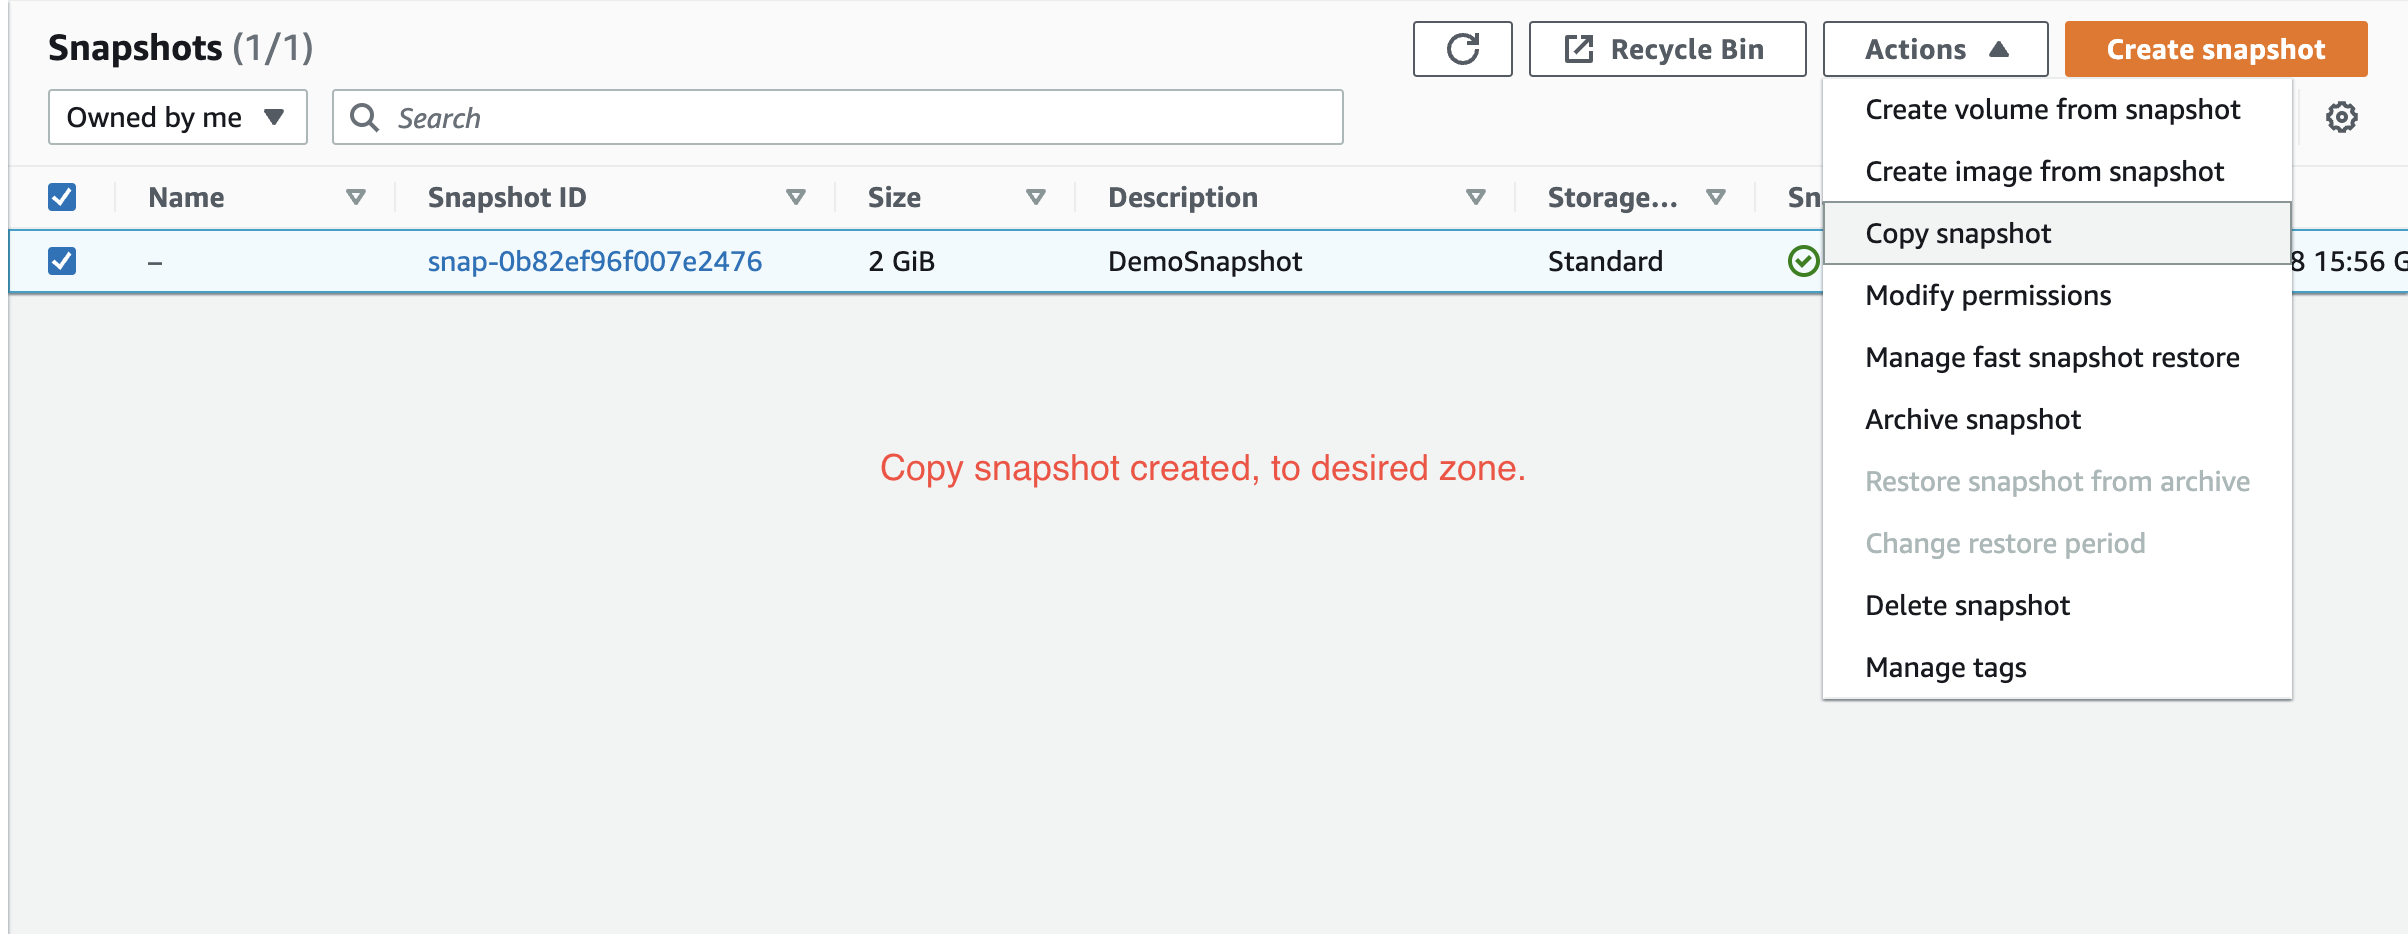 Snapshots (1/1)
Recycle Bin
Actions
Create snapshot
Owned by me
Search
Name
Snapshot ID
Size
Description
Storage...
Sn
–
snap-0b82ef96f007e2476
2 GiB
DemoSnapshot
Standard
8 15:56 G
Create volume from snapshot
Create image from snapshot
Copy snapshot
Modify permissions
Manage fast snapshot restore
Archive snapshot
Restore snapshot from archive
Change restore period
Delete snapshot
Manage tags
Copy snapshot created, to desired zone.